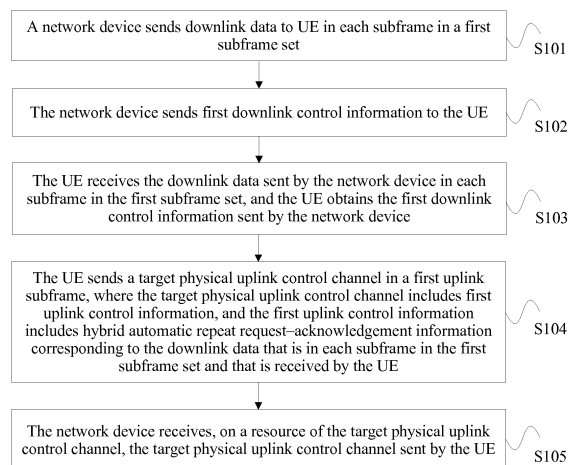 A network device sends downlink data to UE in each subframe in a first
subframe set
S101
The network device sends first downlink control information to the UE
S102
The UE receives the downlink data sent by the network device in each
subframe in the first subframe set, and the UE obtains the first downlink
control information sent by the network device
S103
The UE sends a target physical uplink control channel in a first uplink
subframe, where the target physical uplink control channel includes first
uplink control information, and the first uplink control information
includes hybrid automatic repeat request–acknowledgement information
corresponding to the downlink data that is in each subframe in the first
subframe set and that is received by the UE
S104
The network device receives, on a resource of the target physical uplink
control channel, the target physical uplink control channel sent by the UE
S105